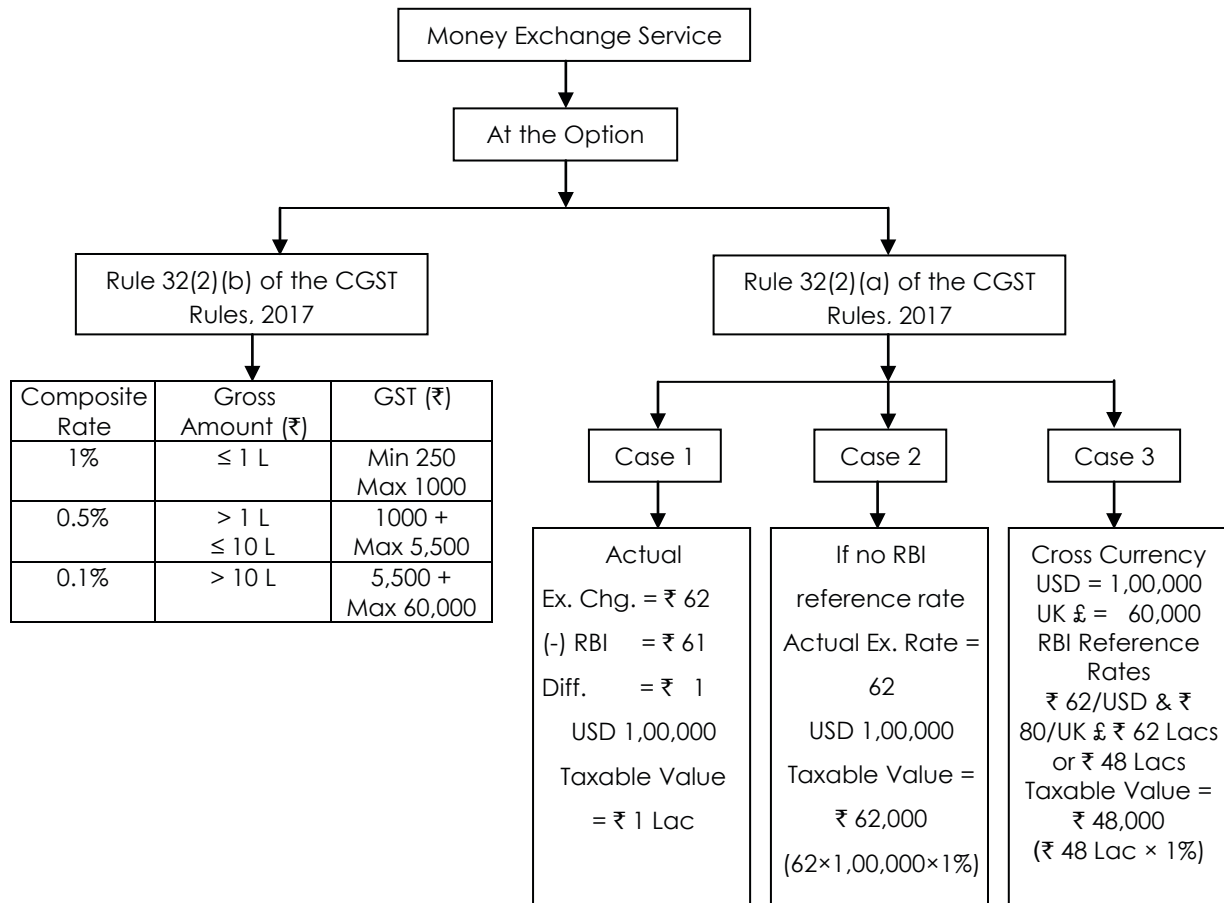 Money Exchange Service
At the Option
Rule 32(2)(b) of the CGST
Rules, 2017
Composite Rate Gross Amount (₹) GST (₹)
1% ≤ 1 L Min 250 Max 1000
0.5% > 1 L ≤ 10 L 1000 + Max 5,500
0.1% > 10 L 5,500 + Max 60,000
Rule 32(2)(a) of the CGST
Rules, 2017
Case 1
Actual
Ex. Chg. = ₹ 62
(-) RBI = ₹ 61
Diff. = ₹ 1
USD 1,00,000
Taxable Value
= ₹ 1 Lac
Case 2
If no RBI
reference rate
Actual Ex. Rate =
62
USD 1,00,000
Taxable Value =
₹ 62,000
(62×1,00,000×1%)
Case 3
Cross Currency
USD = 1,00,000
UK £ = 60,000
RBI Reference
Rates
₹ 62/USD & ₹
80/UK £ ₹ 62 Lacs
or ₹ 48 Lacs
Taxable Value =
₹ 48,000
(₹ 48 Lac × 1%)